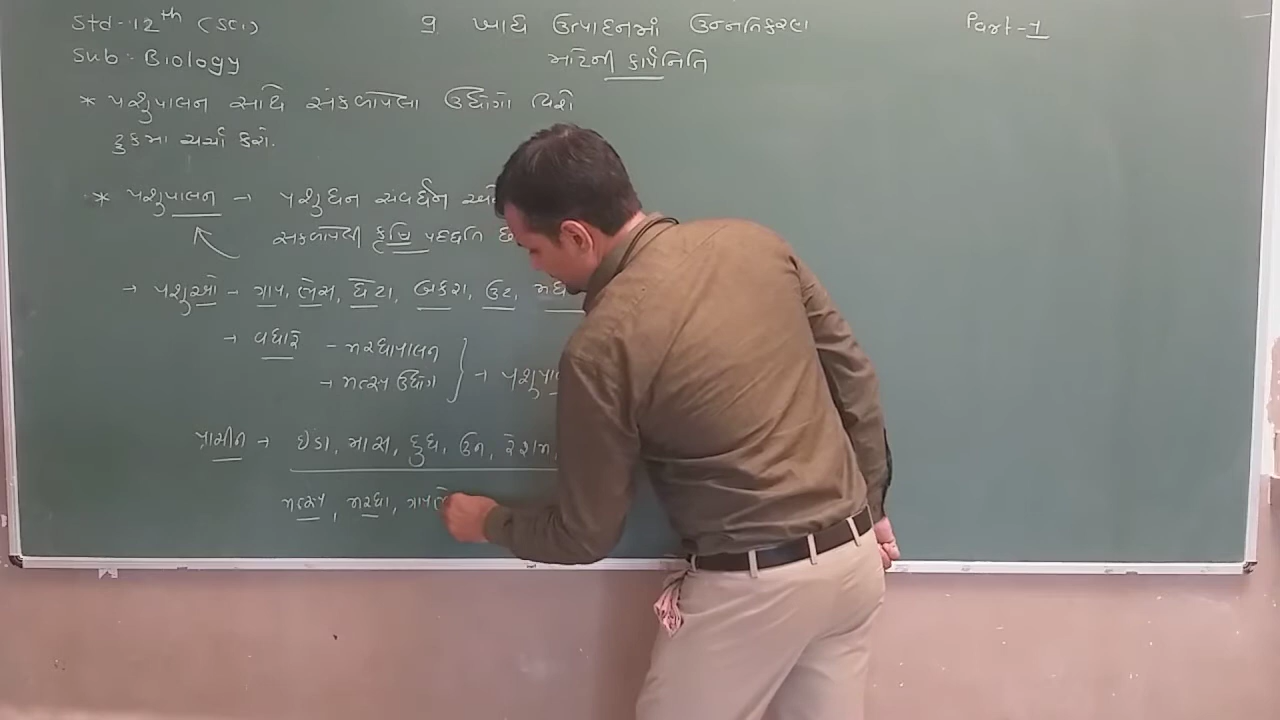 Std-12th (Sci)
9. ખાદ્ય ઉત્પાદનમાં ઉન્નતિકરણ
Part-1
Sub:- Biology
માટેની કાર્યનિતિ
* પશુપાલન સાથે સંકળાયેલા ઉદ્યોગો વિશે
ટુકમા ચર્ચા કરો.
* પશુપાલન → પશુધન સંવર્ધન અને
સંકળાયેલી કૃષિ પદ્ધતિ છે
→ પશુઓ - ગાય, ભેંસ, ઘેટા, બકરા, ઉંટ, મધ
→ વધારે - મરઘાપાલન
→ મત્સ્ય ઉદ્યોગ } → પશુપાલ
પ્રાચીન → ઈંડા, માસ, દુધ, ઉન, રેશમ,
મત્સ્ય, મરઘા, ગાય ભે